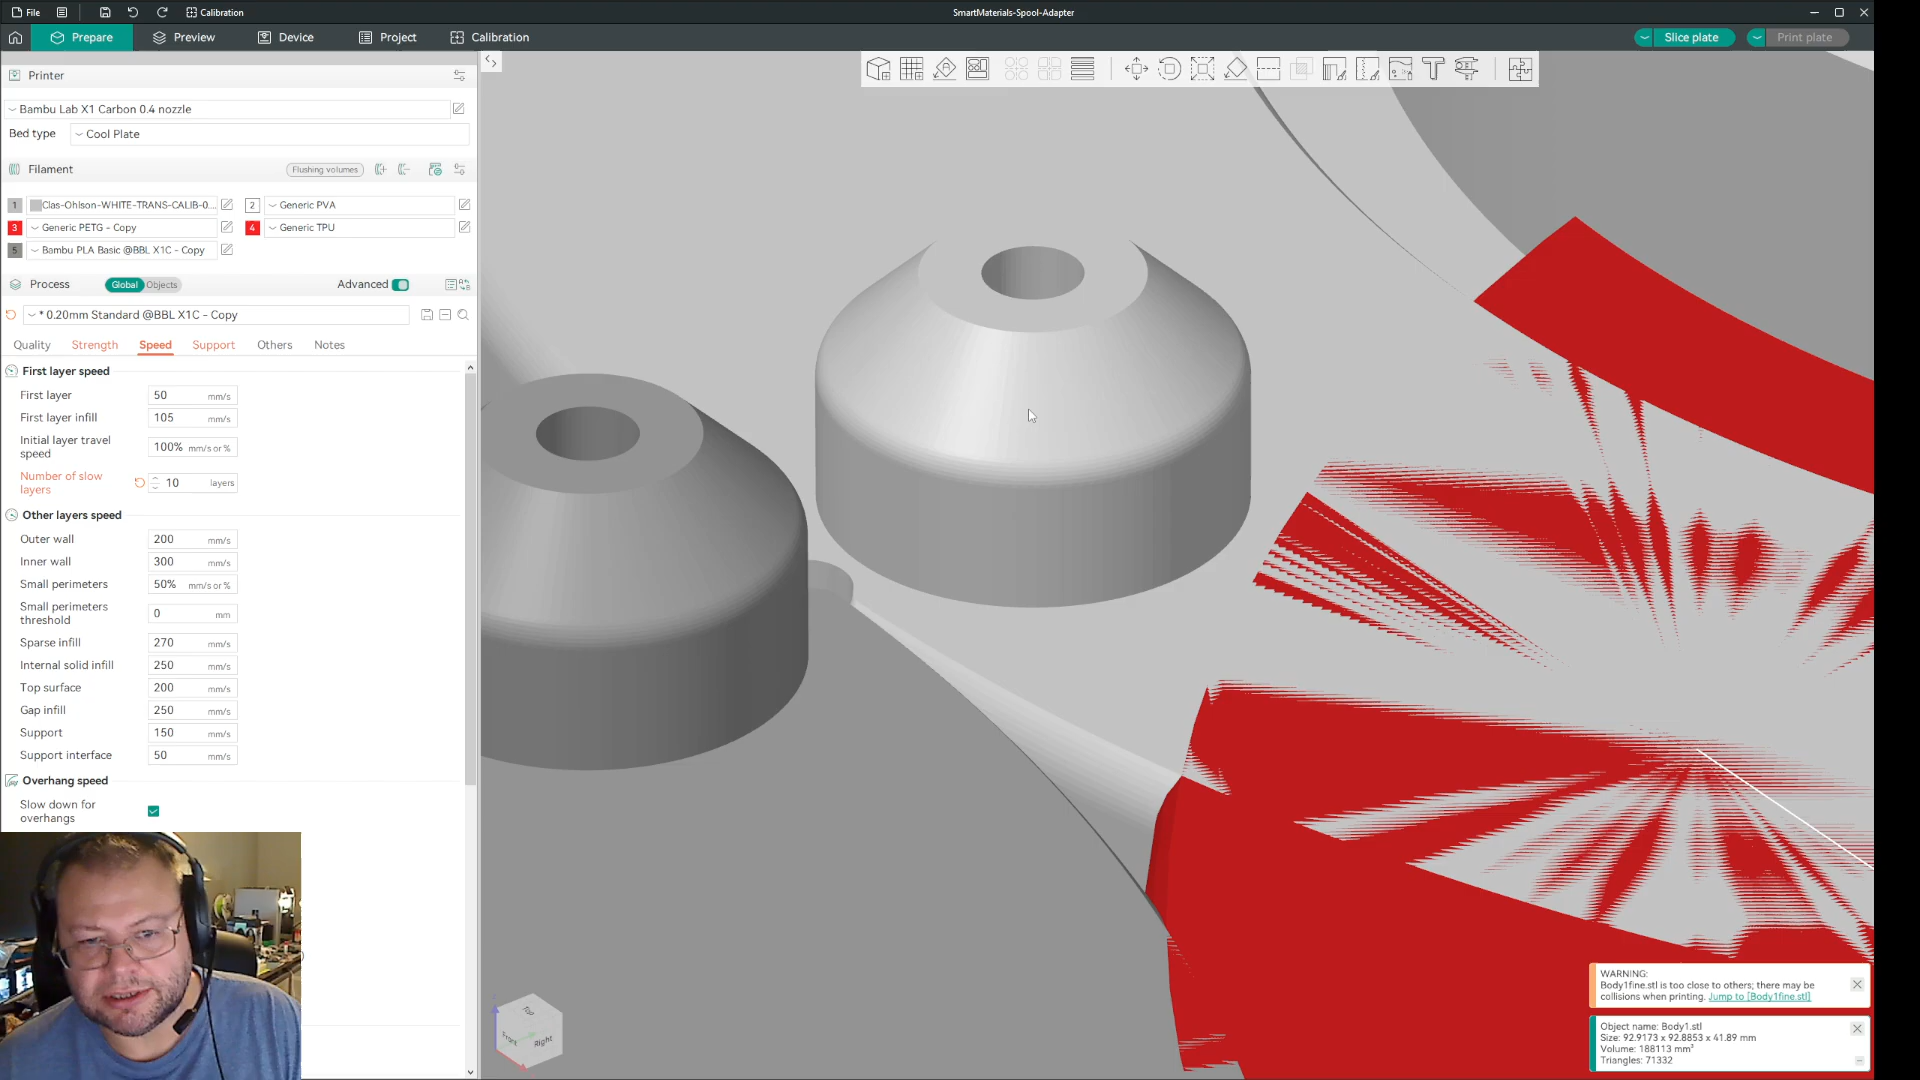 File
Calibration
SmartMaterials-Spool-Adapter
Prepare
Preview
Device
Project
Calibration
Slice plate
Print plate
Printer
Bambu Lab X1 Carbon 0.4 nozzle
Bed type
Cool Plate
Filament
Flushing volumes
1 Clas-Ohlson-WHITE-TRANS-CALIB-0...
2 Generic PVA
3 Generic PETG - Copy
4 Generic TPU
5 Bambu PLA Basic @BBL X1C - Copy
Process
Global
Objects
Advanced
* 0.20mm Standard @BBL X1C - Copy
Quality
Strength
Speed
Support
Others
Notes
First layer speed
First layer 50 mm/s
First layer infill 105 mm/s
Initial layer travel
speed
100% mm/s or %
Number of slow
layers
10 layers
Other layers speed
Outer wall 200 mm/s
Inner wall 300 mm/s
Small perimeters 50% mm/s or %
Small perimeters
threshold
0 mm
Sparse infill 270 mm/s
Internal solid infill 250 mm/s
Top surface 200 mm/s
Gap infill 250 mm/s
Support 150 mm/s
Support interface 50 mm/s
Overhang speed
Slow down for
overhangs
Top
Front
Right
WARNING:
Body1fine.stl is too close to others; there may be
collisions when printing. Jump to [Body1fine.stl]
Object name: Body1.stl
Size: 92.9173 x 92.8853 x 41.89 mm
Volume: 188113 mm³
Triangles: 71332